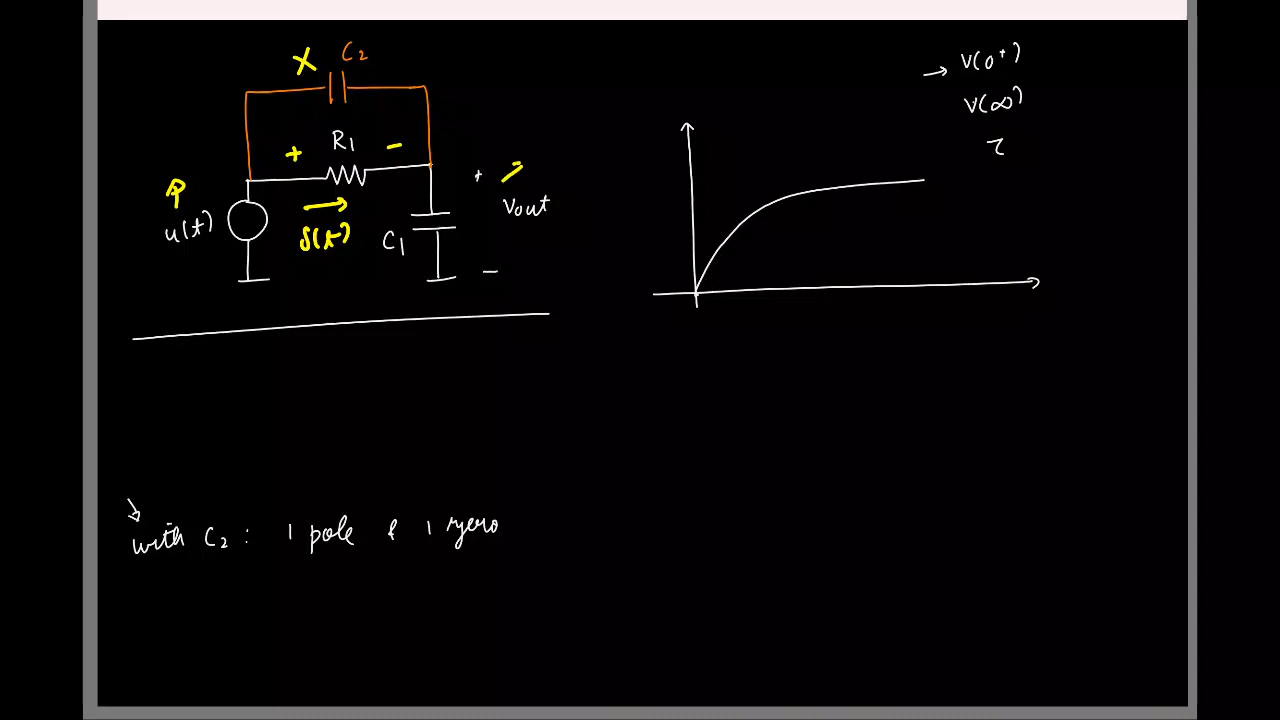 X C₂
+ R₁ -
u(t)
δ(t)
C₁
+
Vout
-
→ V(0⁺)
V(∞)
τ
with C₂ : 1 pole & 1 zero